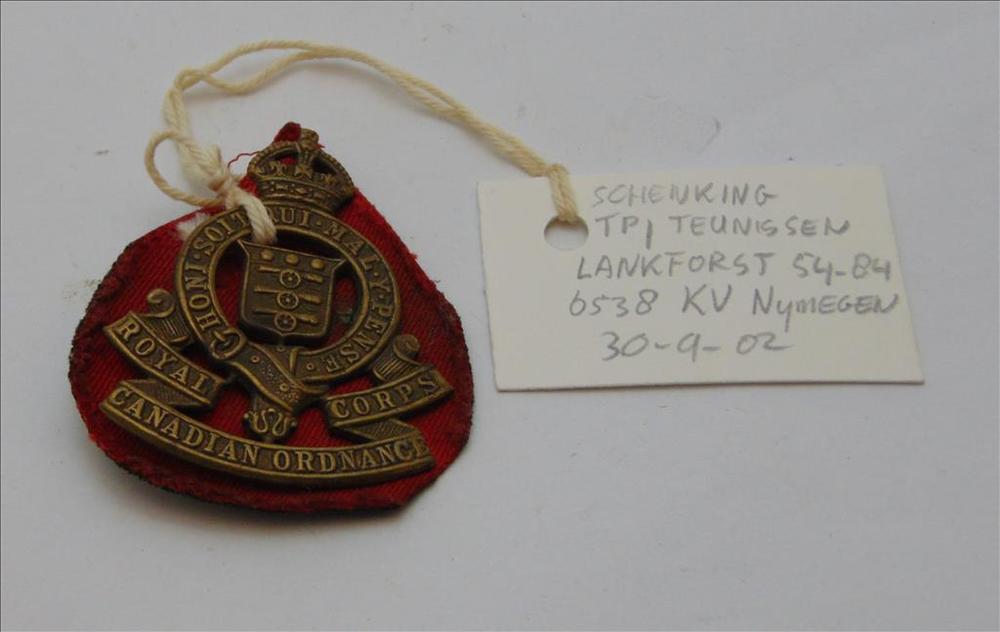 HONI·SOIT·QUI·MAL·Y·PENSE
ROYAL
CORPS
CANADIAN ORDNANCE
SCHENKING
TPJ TEUNISSEN
LANKFORST 54-84
6538 KV NymEGEN
30-9-02